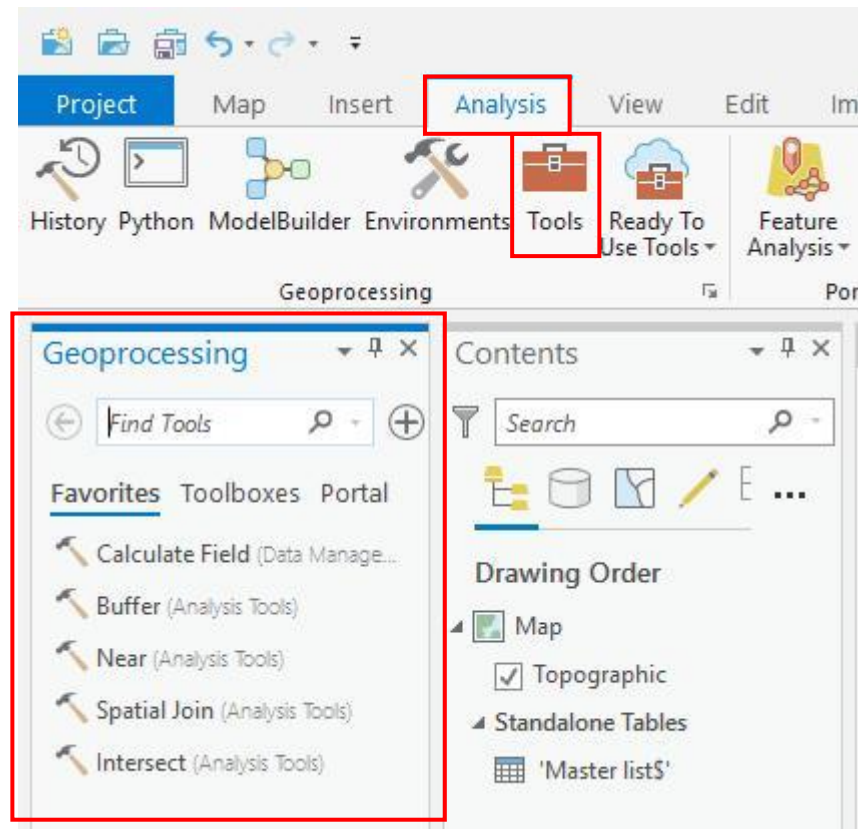 Project Map Insert Analysis View Edit Im
History Python ModelBuilder Environments Tools Ready To Use Tools Feature Analysis
Geoprocessing Por
Geoprocessing
Find Tools
Favorites Toolboxes Portal
Calculate Field (Data Manage...
Buffer (Analysis Tools)
Near (Analysis Tools)
Spatial Join (Analysis Tools)
Intersect (Analysis Tools)
Contents
Search
Drawing Order
Map
Topographic
Standalone Tables
'Master list$'